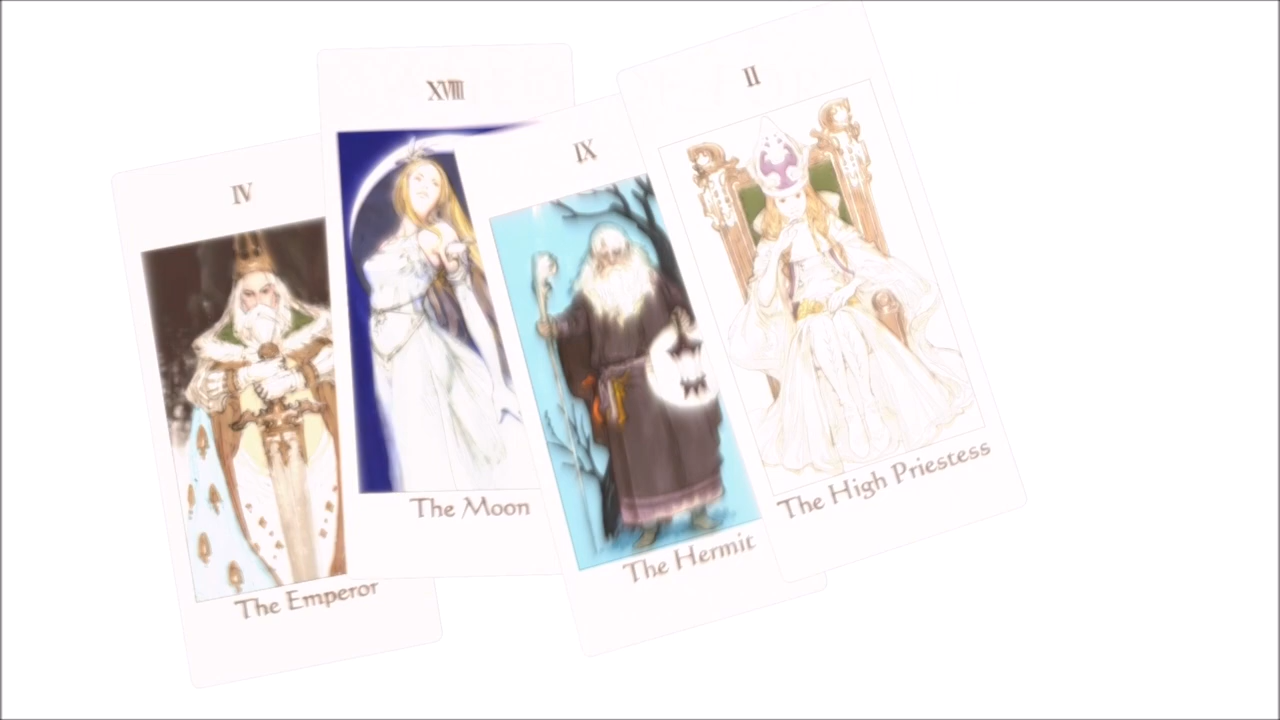 IV
The Emperor
XVIII
The Moon
IX
The Hermit
II
The High Priestess